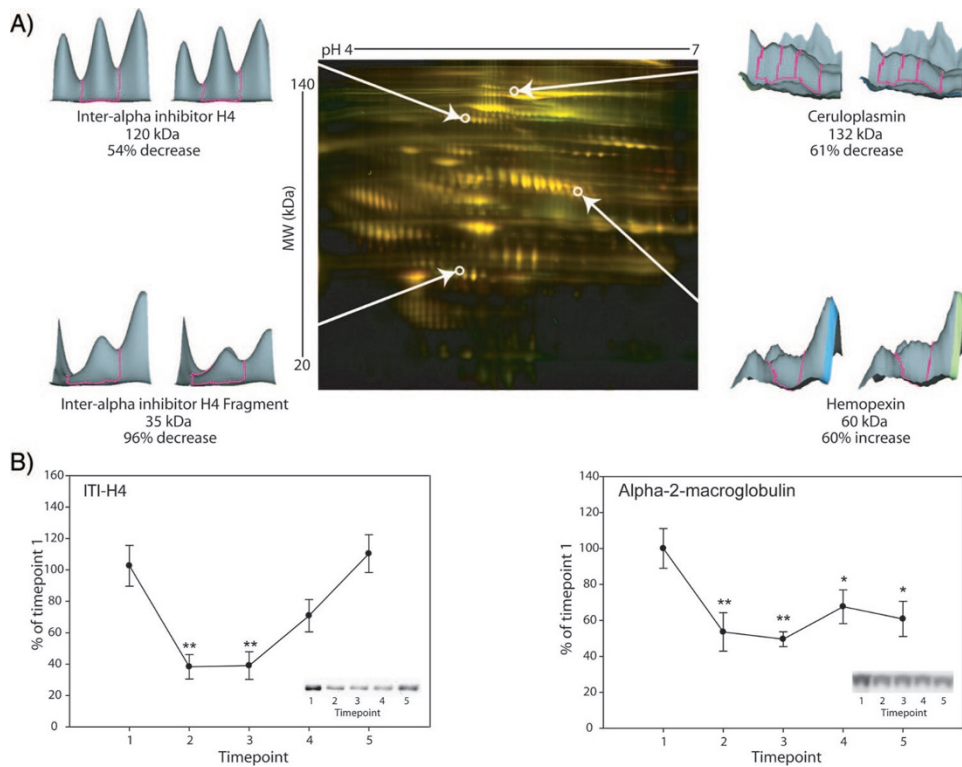 A)
pH 4
7
140
MW (kDa)
20
Inter-alpha inhibitor H4
120 kDa
54% decrease
Ceruloplasmin
132 kDa
61% decrease
Inter-alpha inhibitor H4 Fragment
35 kDa
96% decrease
Hemopexin
60 kDa
60% increase
B)
ITI-H4
% of timepoint 1
160
140
120
100
80
60
40
20
0
**
**
1 2 3 4 5
Timepoint
1 2 3 4 5
Timepoint
Alpha-2-macroglobulin
% of timepoint 1
140
120
100
80
60
40
20
0
**
**
*
*
1 2 3 4 5
Timepoint
1 2 3 4 5
Timepoint